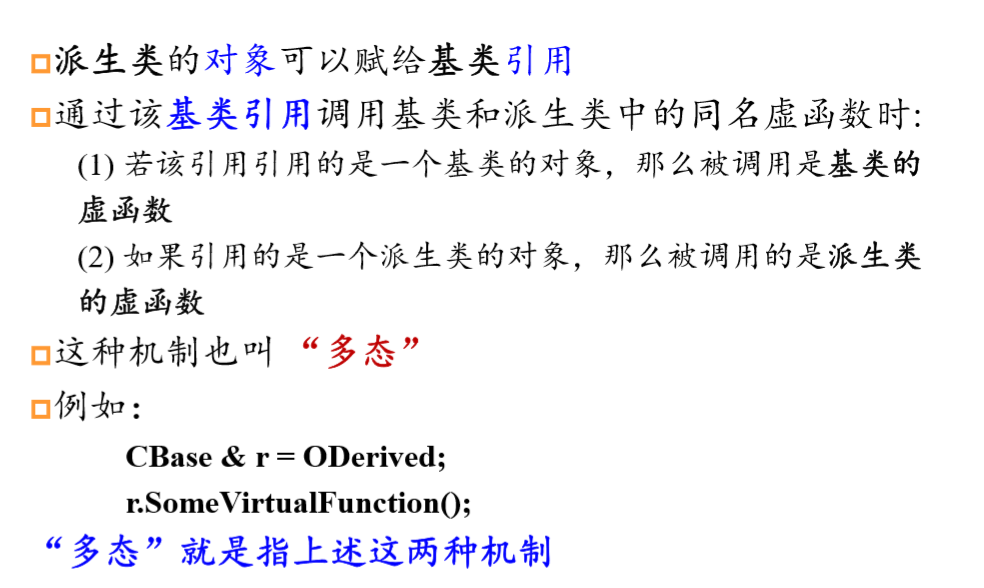 派生类的对象可以赋给基类引用
通过该基类引用调用基类和派生类中的同名虚函数时:
(1) 若该引用引用的是一个基类的对象，那么被调用是基类的
虚函数
(2) 如果引用的是一个派生类的对象，那么被调用的是派生类
的虚函数
这种机制也叫“多态”
例如：
CBase & r = ODerived;
r.SomeVirtualFunction();
“多态”就是指上述这两种机制